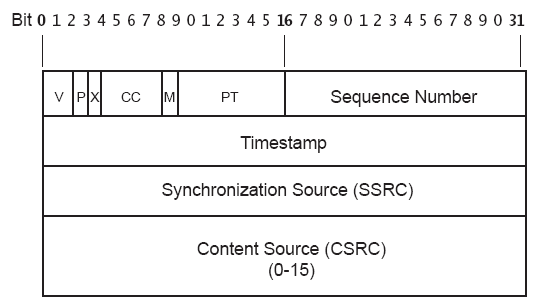 Bit 0 1 2 3 4 5 6 7 8 9 0 1 2 3 4 5 16 7 8 9 0 1 2 3 4 5 6 7 8 9 0 31
V P X CC M PT Sequence Number
Timestamp
Synchronization Source (SSRC)
Content Source (CSRC)
(0-15)